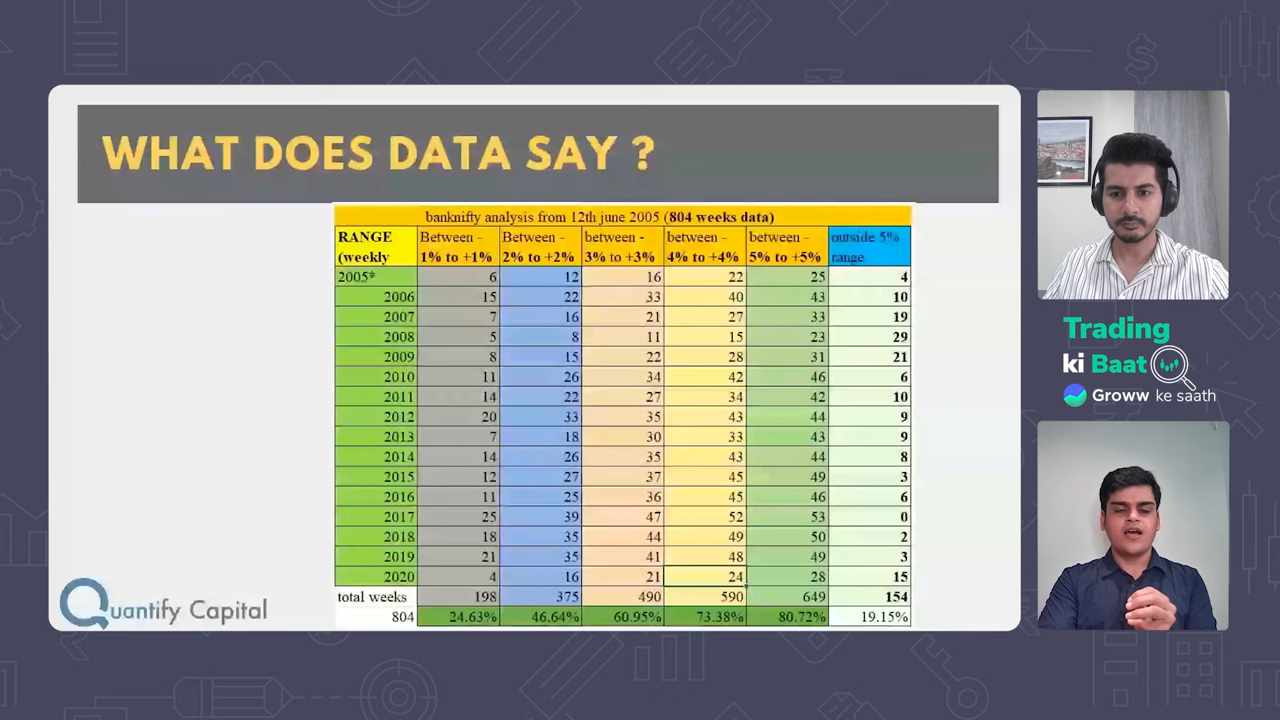 WHAT DOES DATA SAY ?
banknifty analysis from 12th june 2005 (804 weeks data)
RANGE (weekly Between - 1% to +1% Between - 2% to +2% between - 3% to +3% between - 4% to +4% between - 5% to +5% outside 5% range
2005* 6 12 16 22 25 4
2006 15 22 33 40 43 10
2007 7 16 21 27 33 19
2008 5 8 11 15 23 29
2009 8 15 22 28 31 21
2010 11 26 34 42 46 6
2011 14 22 27 34 42 10
2012 20 33 35 43 44 9
2013 7 18 30 33 43 9
2014 14 26 35 43 44 8
2015 12 27 37 45 49 3
2016 11 25 36 45 46 6
2017 25 39 47 52 53 0
2018 18 35 44 49 50 2
2019 21 35 41 48 49 3
2020 4 16 21 24 28 15
total weeks 198 375 490 590 649 154
804 24.63% 46.64% 60.95% 73.38% 80.72% 19.15%
Quantify Capital
Trading
ki Baat
Groww ke saath